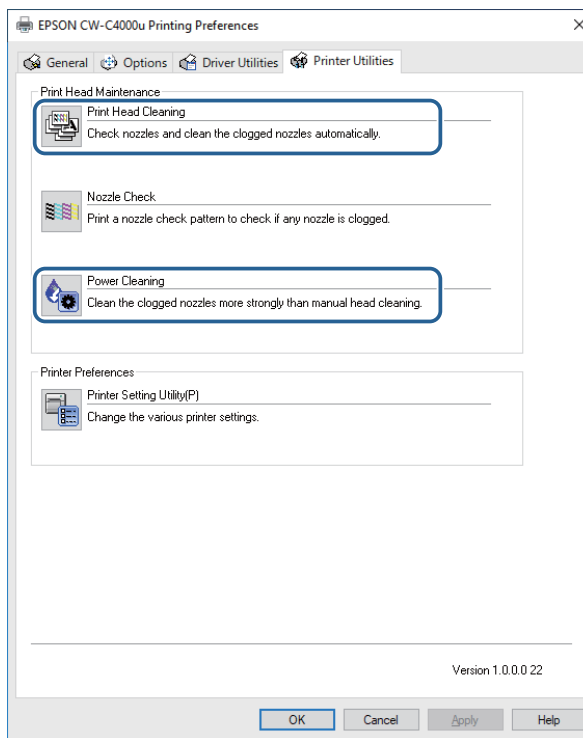 EPSON CW-C4000u Printing Preferences
General Options Driver Utilities Printer Utilities
Print Head Maintenance
Print Head Cleaning
Check nozzles and clean the clogged nozzles automatically.
Nozzle Check
Print a nozzle check pattern to check if any nozzle is clogged.
Power Cleaning
Clean the clogged nozzles more strongly than manual head cleaning.
Printer Preferences
Printer Setting Utility(P)
Change the various printer settings.
Version 1.0.0.0 22
OK Cancel Apply Help